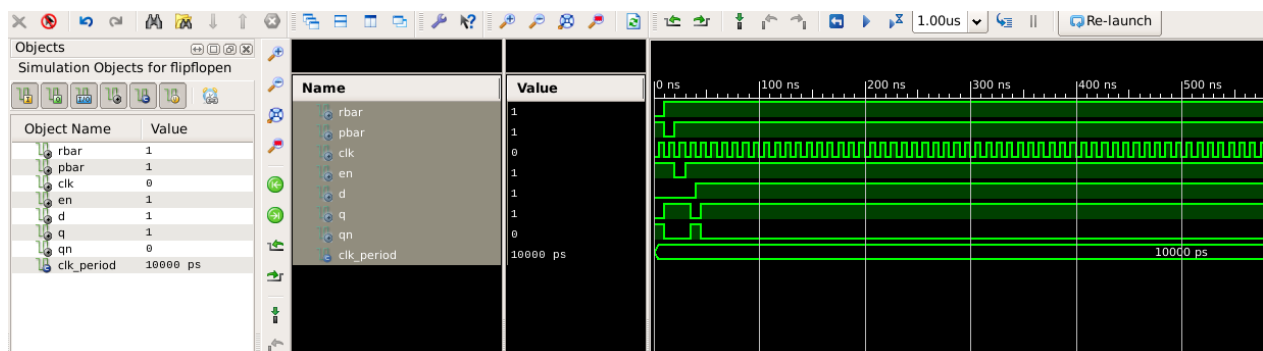 1.00us
Re-launch
Objects
Simulation Objects for flipflopen
Object Name Value
rbar 1
pbar 1
clk 0
en 1
d 1
q 1
qn 0
clk_period 10000 ps
Name Value
rbar 1
pbar 1
clk 0
en 1
d 1
q 1
qn 0
clk_period 10000 ps
0 ns 100 ns 200 ns 300 ns 400 ns 500 ns
10000 ps